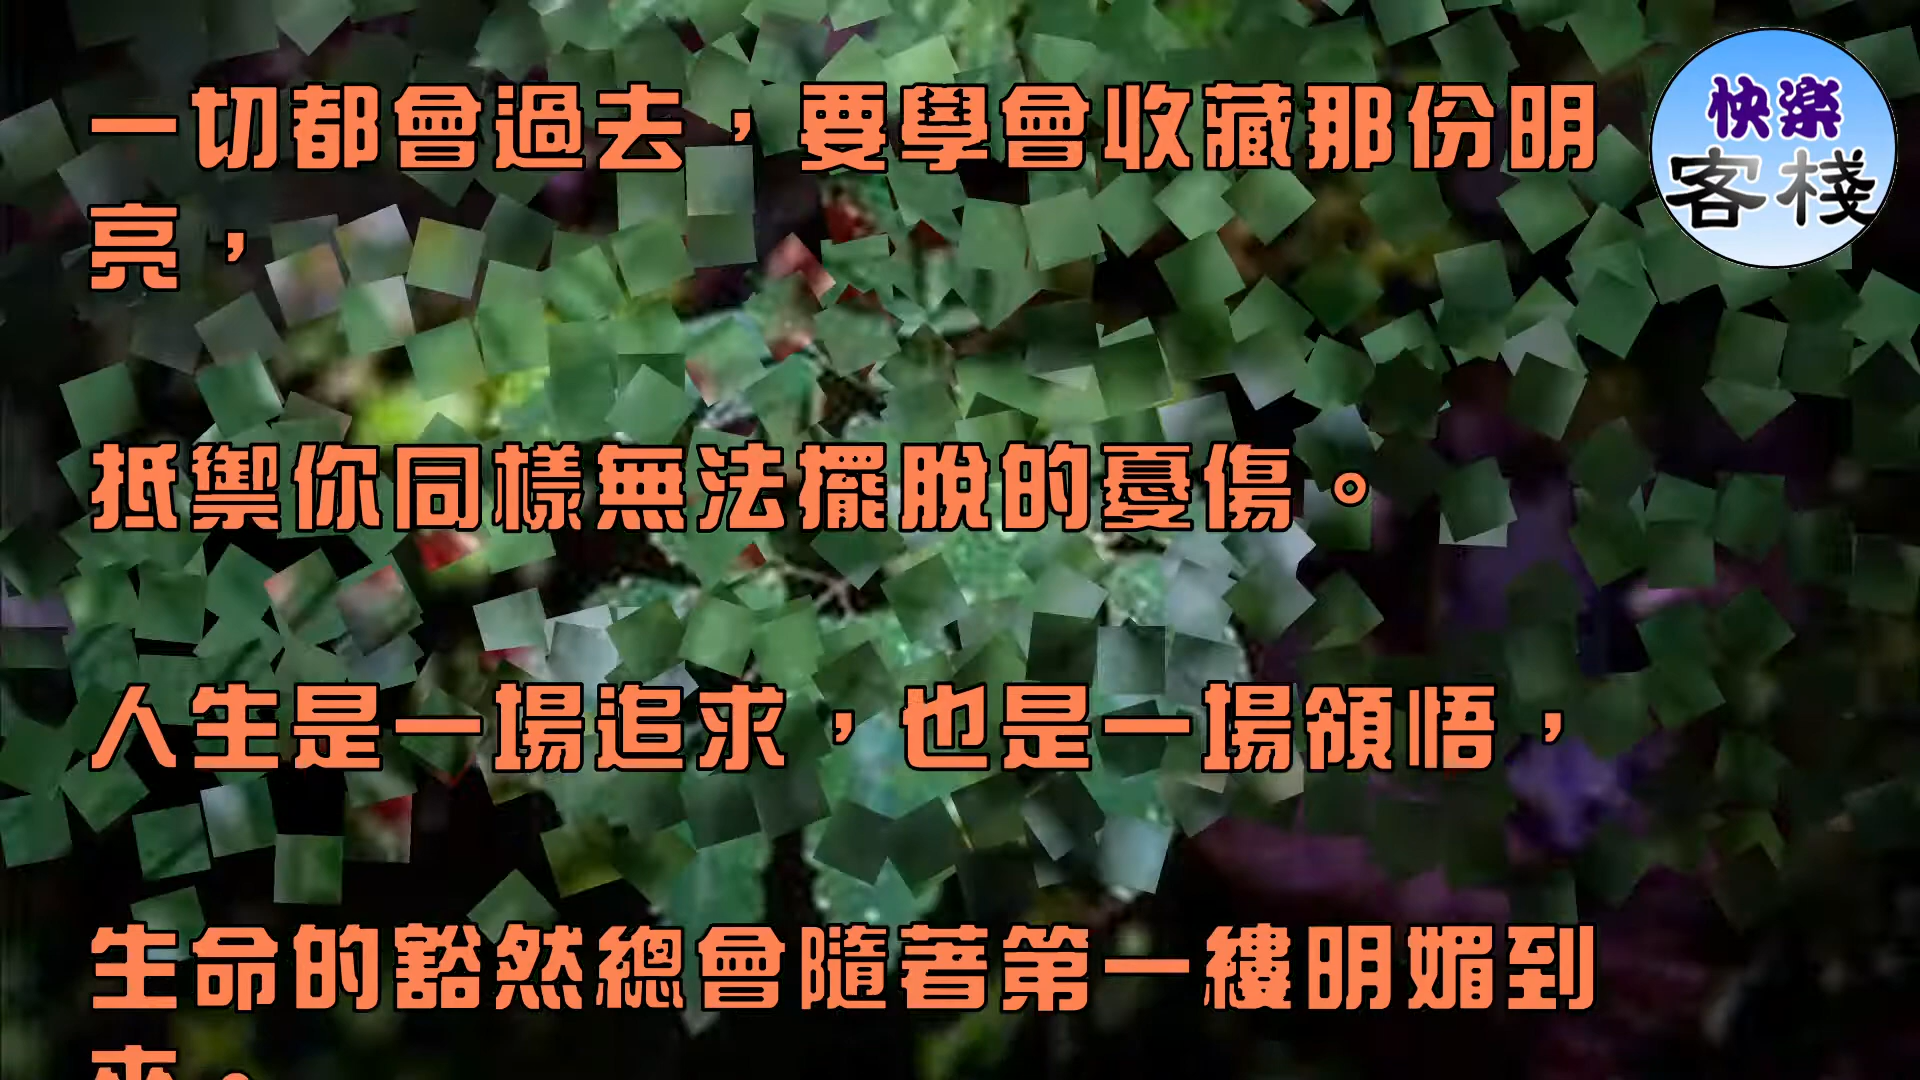 一切都會過去，要學會收藏那份明
亮，
抵禦你同樣無法擺脫的憂傷。
人生是一場追求，也是一場領悟，
生命的豁然總會隨著第一縷明媚到
來。
快楽
客栈